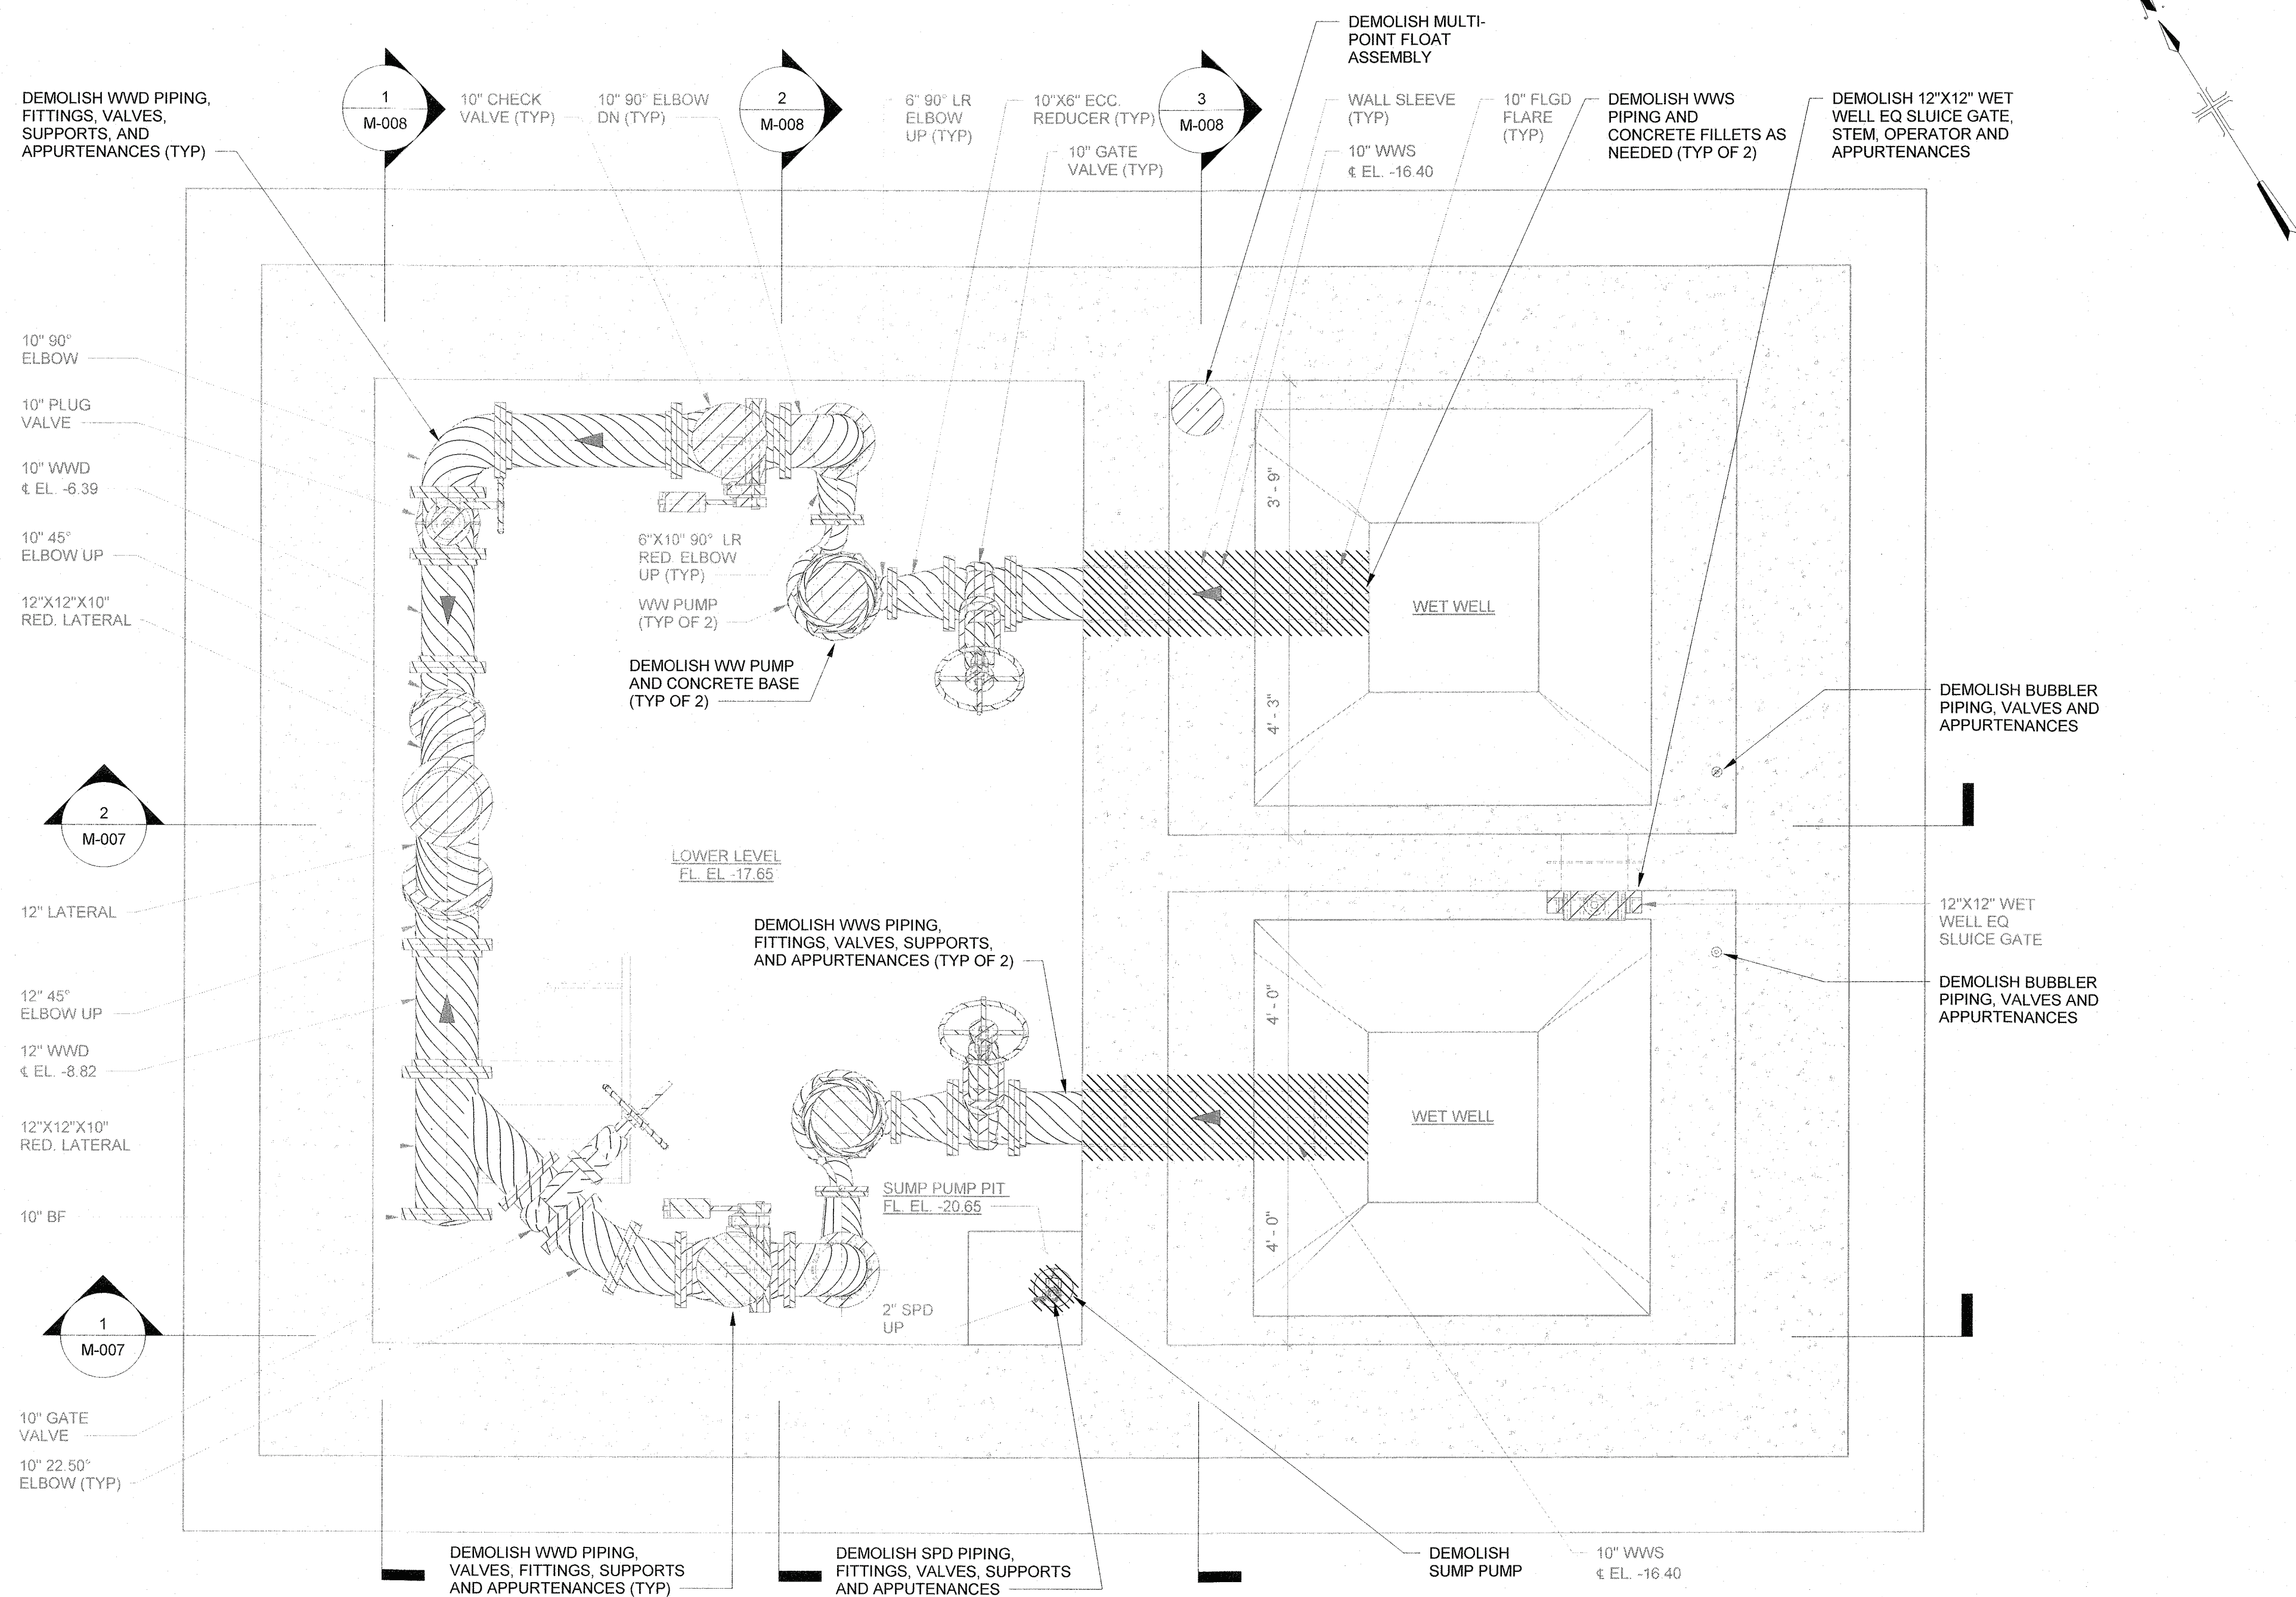 DEMOLISH MULTI-
POINT FLOAT
ASSEMBLY
DEMOLISH WWD PIPING,
FITTINGS, VALVES,
SUPPORTS, AND
APPURTENANCES (TYP)
1
M-008
10" CHECK
VALVE (TYP)
10" 90° ELBOW
DN (TYP)
2
M-008
6" 90° LR
ELBOW
UP (TYP)
10"X6" ECC.
REDUCER (TYP)
10" GATE
VALVE (TYP)
3
M-008
WALL SLEEVE
(TYP)
10" WWS
℄ EL. -16.40
10" FLGD
FLARE
(TYP)
DEMOLISH WWS
PIPING AND
CONCRETE FILLETS AS
NEEDED (TYP OF 2)
DEMOLISH 12"X12" WET
WELL EQ SLUICE GATE,
STEM, OPERATOR AND
APPURTENANCES
10" 90°
ELBOW
10" PLUG
VALVE
10" WWD
℄ EL. -6.39
10" 45°
ELBOW UP
12"X12"X10"
RED. LATERAL
6"X10" 90° LR
RED. ELBOW
UP (TYP)
WW PUMP
(TYP OF 2)
DEMOLISH WW PUMP
AND CONCRETE BASE
(TYP OF 2)
3' - 9"
4' - 3"
WET WELL
DEMOLISH BUBBLER
PIPING, VALVES AND
APPURTENANCES
2
M-007
LOWER LEVEL
FL. EL -17.65
12" LATERAL
12"X12" WET
WELL EQ
SLUICE GATE
DEMOLISH WWS PIPING,
FITTINGS, VALVES, SUPPORTS,
AND APPURTENANCES (TYP OF 2)
DEMOLISH BUBBLER
PIPING, VALVES AND
APPURTENANCES
12" 45°
ELBOW UP
12" WWD
℄ EL. -8.82
12"X12"X10"
RED. LATERAL
10" BF
4' - 0"
4' - 0"
WET WELL
SUMP PUMP PIT
FL. EL. -20.65
2" SPD
UP
1
M-007
10" GATE
VALVE
10" 22.50°
ELBOW (TYP)
DEMOLISH WWD PIPING,
VALVES, FITTINGS, SUPPORTS
AND APPURTENANCES (TYP)
DEMOLISH SPD PIPING,
FITTINGS, VALVES, SUPPORTS
AND APPUTENANCES
DEMOLISH
SUMP PUMP
10" WWS
℄ EL. -16.40